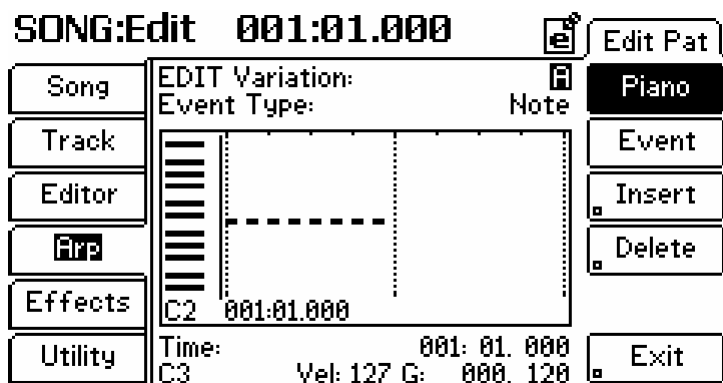 SONG:Edit 001:01.000 e Edit Pat
Song
Track
Editor
Arp
Effects
Utility
EDIT Variation: A
Event Type: Note
C2 001:01.000
Time: 001: 01. 000
C3 Vel: 127 G: 000. 120
Piano
Event
Insert
Delete
Exit